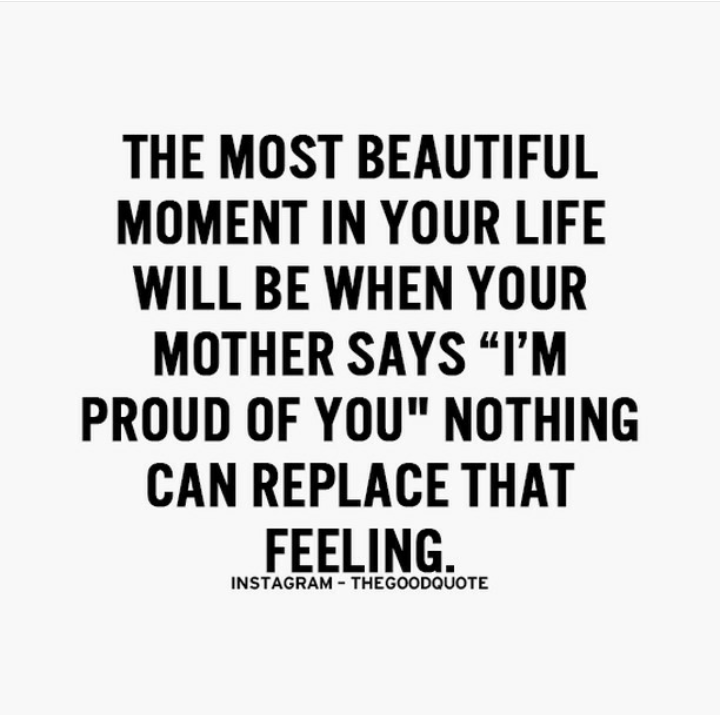 THE MOST BEAUTIFUL
MOMENT IN YOUR LIFE
WILL BE WHEN YOUR
MOTHER SAYS “I’M
PROUD OF YOU" NOTHING
CAN REPLACE THAT
FEELING.
INSTAGRAM - THEGOODQUOTE